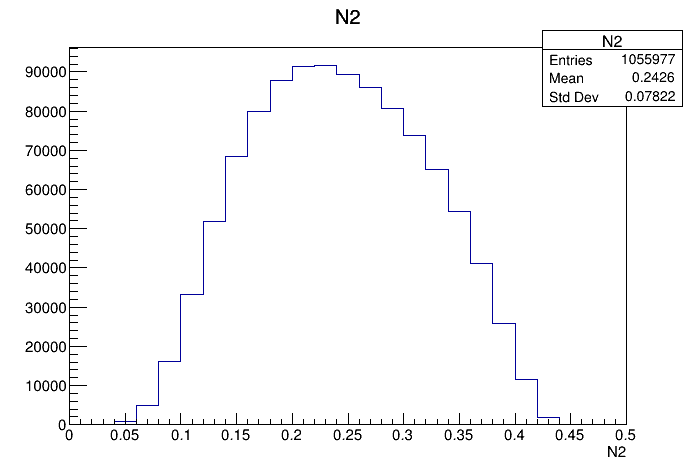 N2
N2
Entries 1055977
Mean 0.2426
Std Dev 0.07822
90000
80000
70000
60000
50000
40000
30000
20000
10000
0
0 0.05 0.1 0.15 0.2 0.25 0.3 0.35 0.4 0.45 0.5
N2